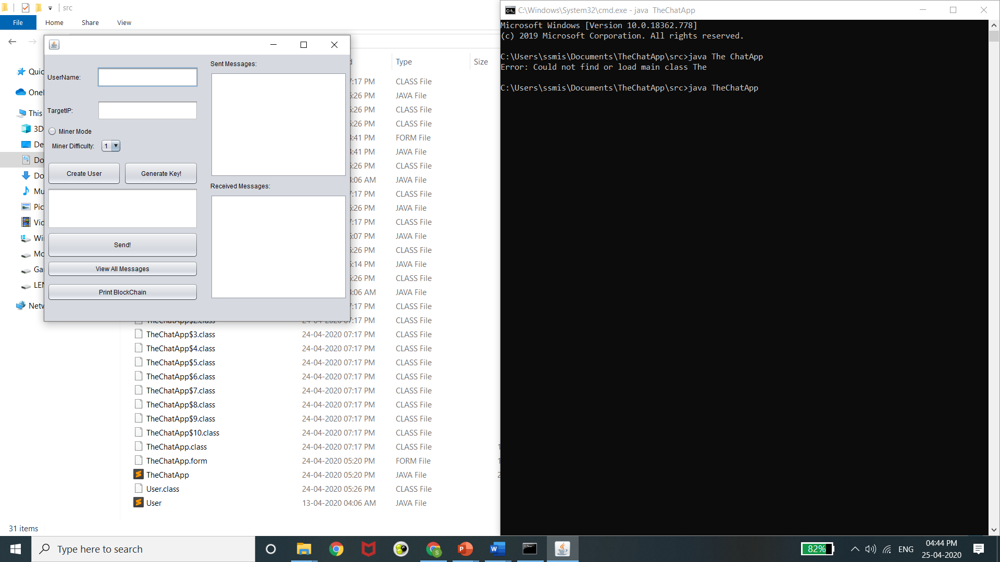 src
File
Home
Share
View
Quic
OneD
This
3D
De
Do
Do
Mu
Pic
Vid
Wi
Mo
Ga
LEN
Netw
31 items
UserName:
TargetIP:
Miner Mode
Miner Difficulty:
1
Create User
Generate Key!
Send!
View All Messages
Print BlockChain
Sent Messages:
Received Messages:
d Type Size
7:17 PM CLASS File
5:26 PM JAVA File
5:26 PM CLASS File
5:26 PM CLASS File
4:41 PM FORM File
4:41 PM JAVA File
5:26 PM CLASS File
4:06 AM JAVA File
7:17 PM CLASS File
5:26 PM JAVA File
7:17 PM CLASS File
5:07 PM JAVA File
5:26 PM CLASS File
5:14 PM JAVA File
5:26 PM CLASS File
4:06 AM JAVA File
7:17 PM CLASS File
TheChatApp$2.class 24-04-2020 07:17 PM CLASS File
TheChatApp$3.class 24-04-2020 07:17 PM CLASS File
TheChatApp$4.class 24-04-2020 07:17 PM CLASS File
TheChatApp$5.class 24-04-2020 07:17 PM CLASS File
TheChatApp$6.class 24-04-2020 07:17 PM CLASS File
TheChatApp$7.class 24-04-2020 07:17 PM CLASS File
TheChatApp$8.class 24-04-2020 07:17 PM CLASS File
TheChatApp$9.class 24-04-2020 07:17 PM CLASS File
TheChatApp$10.class 24-04-2020 07:17 PM CLASS File
TheChatApp.class 24-04-2020 07:17 PM CLASS File 1
TheChatApp.form 24-04-2020 05:20 PM FORM File 1
TheChatApp 24-04-2020 05:20 PM JAVA File 2
User.class 24-04-2020 05:26 PM CLASS File
User 13-04-2020 04:06 AM JAVA File
C:\Windows\System32\cmd.exe - java  TheChatApp
Microsoft Windows [Version 10.0.18362.778]
(c) 2019 Microsoft Corporation. All rights reserved.
C:\Users\ssmis\Documents\TheChatApp\src>java The ChatApp
Error: Could not find or load main class The
C:\Users\ssmis\Documents\TheChatApp\src>java TheChatApp
Type here to search
82%
ENG
04:44 PM
25-04-2020